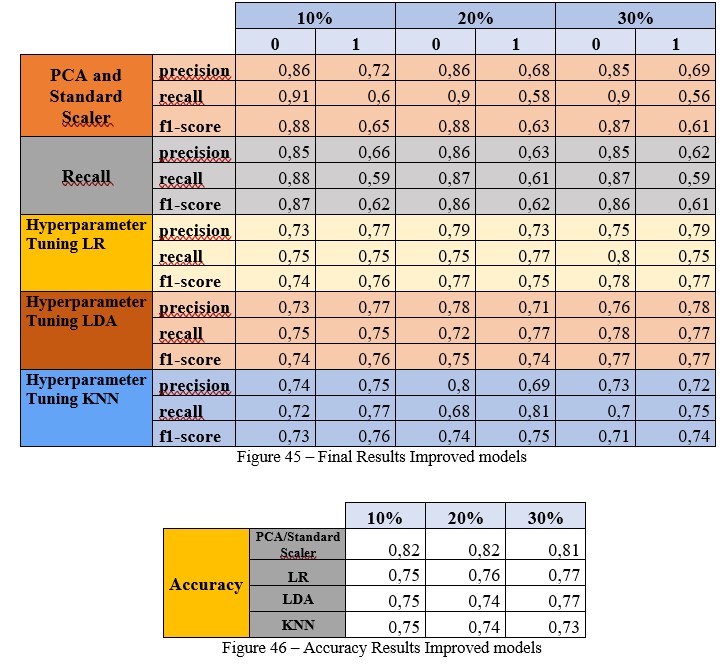 10% 20% 30%
0 1 0 1 0 1
PCA and Standard Scaler precision 0,86 0,72 0,86 0,68 0,85 0,69
recall 0,91 0,6 0,9 0,58 0,9 0,56
f1-score 0,88 0,65 0,88 0,63 0,87 0,61
Recall precision 0,85 0,66 0,86 0,63 0,85 0,62
recall 0,88 0,59 0,87 0,61 0,87 0,59
f1-score 0,87 0,62 0,86 0,62 0,86 0,61
Hyperparameter Tuning LR precision 0,73 0,77 0,79 0,73 0,75 0,79
recall 0,75 0,75 0,75 0,77 0,8 0,75
f1-score 0,74 0,76 0,77 0,75 0,78 0,77
Hyperparameter Tuning LDA precision 0,73 0,77 0,78 0,71 0,76 0,78
recall 0,75 0,75 0,72 0,77 0,78 0,77
f1-score 0,74 0,76 0,75 0,74 0,77 0,77
Hyperparameter Tuning KNN precision 0,74 0,75 0,8 0,69 0,73 0,72
recall 0,72 0,77 0,68 0,81 0,7 0,75
f1-score 0,73 0,76 0,74 0,75 0,71 0,74
Figure 45 – Final Results Improved models
10% 20% 30%
Accuracy PCA/Standard Scaler 0,82 0,82 0,81
LR 0,75 0,76 0,77
LDA 0,75 0,74 0,77
KNN 0,75 0,74 0,73
Figure 46 – Accuracy Results Improved models